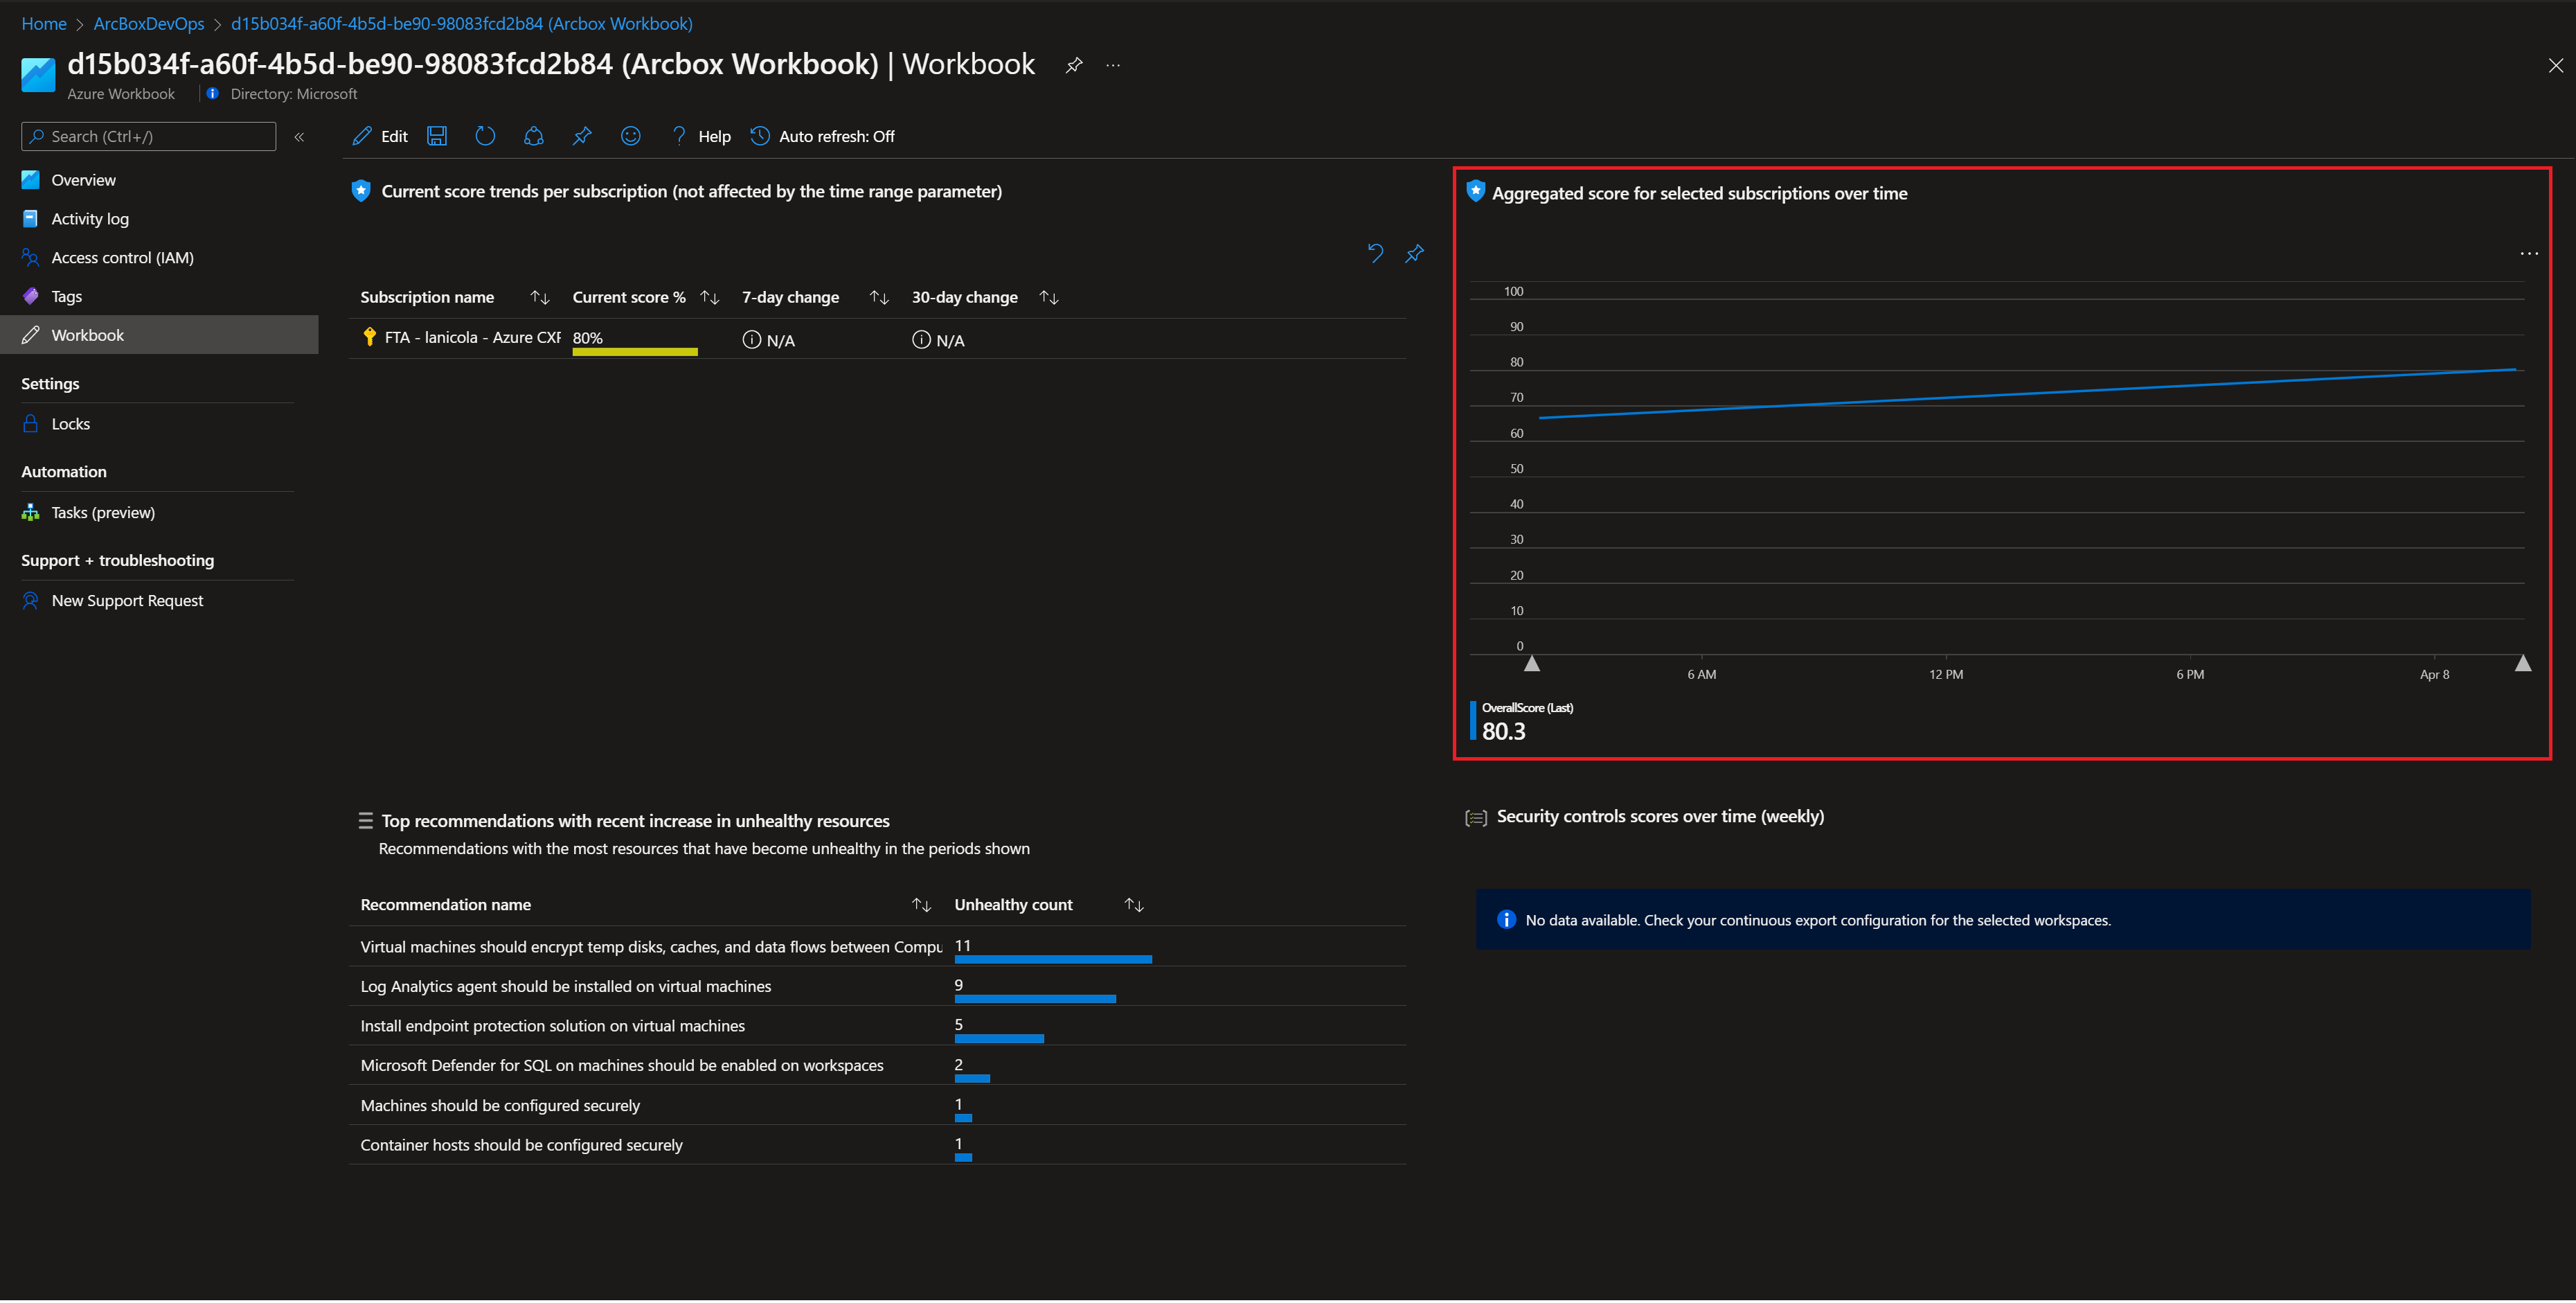 Home > ArcBoxDevOps > d15b034f-a60f-4b5d-be90-98083fcd2b84 (Arcbox Workbook)
d15b034f-a60f-4b5d-be90-98083fcd2b84 (Arcbox Workbook) | Workbook
Azure Workbook
Directory: Microsoft
Search (Ctrl+/)
Overview
Activity log
Access control (IAM)
Tags
Workbook
Settings
Locks
Automation
Tasks (preview)
Support + troubleshooting
New Support Request
Edit
Help
Auto refresh: Off
Current score trends per subscription (not affected by the time range parameter)
Subscription name
Current score %
7-day change
30-day change
FTA - lanicola - Azure CXP
80%
N/A
N/A
Aggregated score for selected subscriptions over time
100
90
80
70
60
50
40
30
20
10
0
6 AM
12 PM
6 PM
Apr 8
OverallScore (Last)
80.3
Top recommendations with recent increase in unhealthy resources
Recommendations with the most resources that have become unhealthy in the periods shown
Recommendation name
Unhealthy count
Virtual machines should encrypt temp disks, caches, and data flows between Compu
11
Log Analytics agent should be installed on virtual machines
9
Install endpoint protection solution on virtual machines
5
Microsoft Defender for SQL on machines should be enabled on workspaces
2
Machines should be configured securely
1
Container hosts should be configured securely
1
Security controls scores over time (weekly)
No data available. Check your continuous export configuration for the selected workspaces.